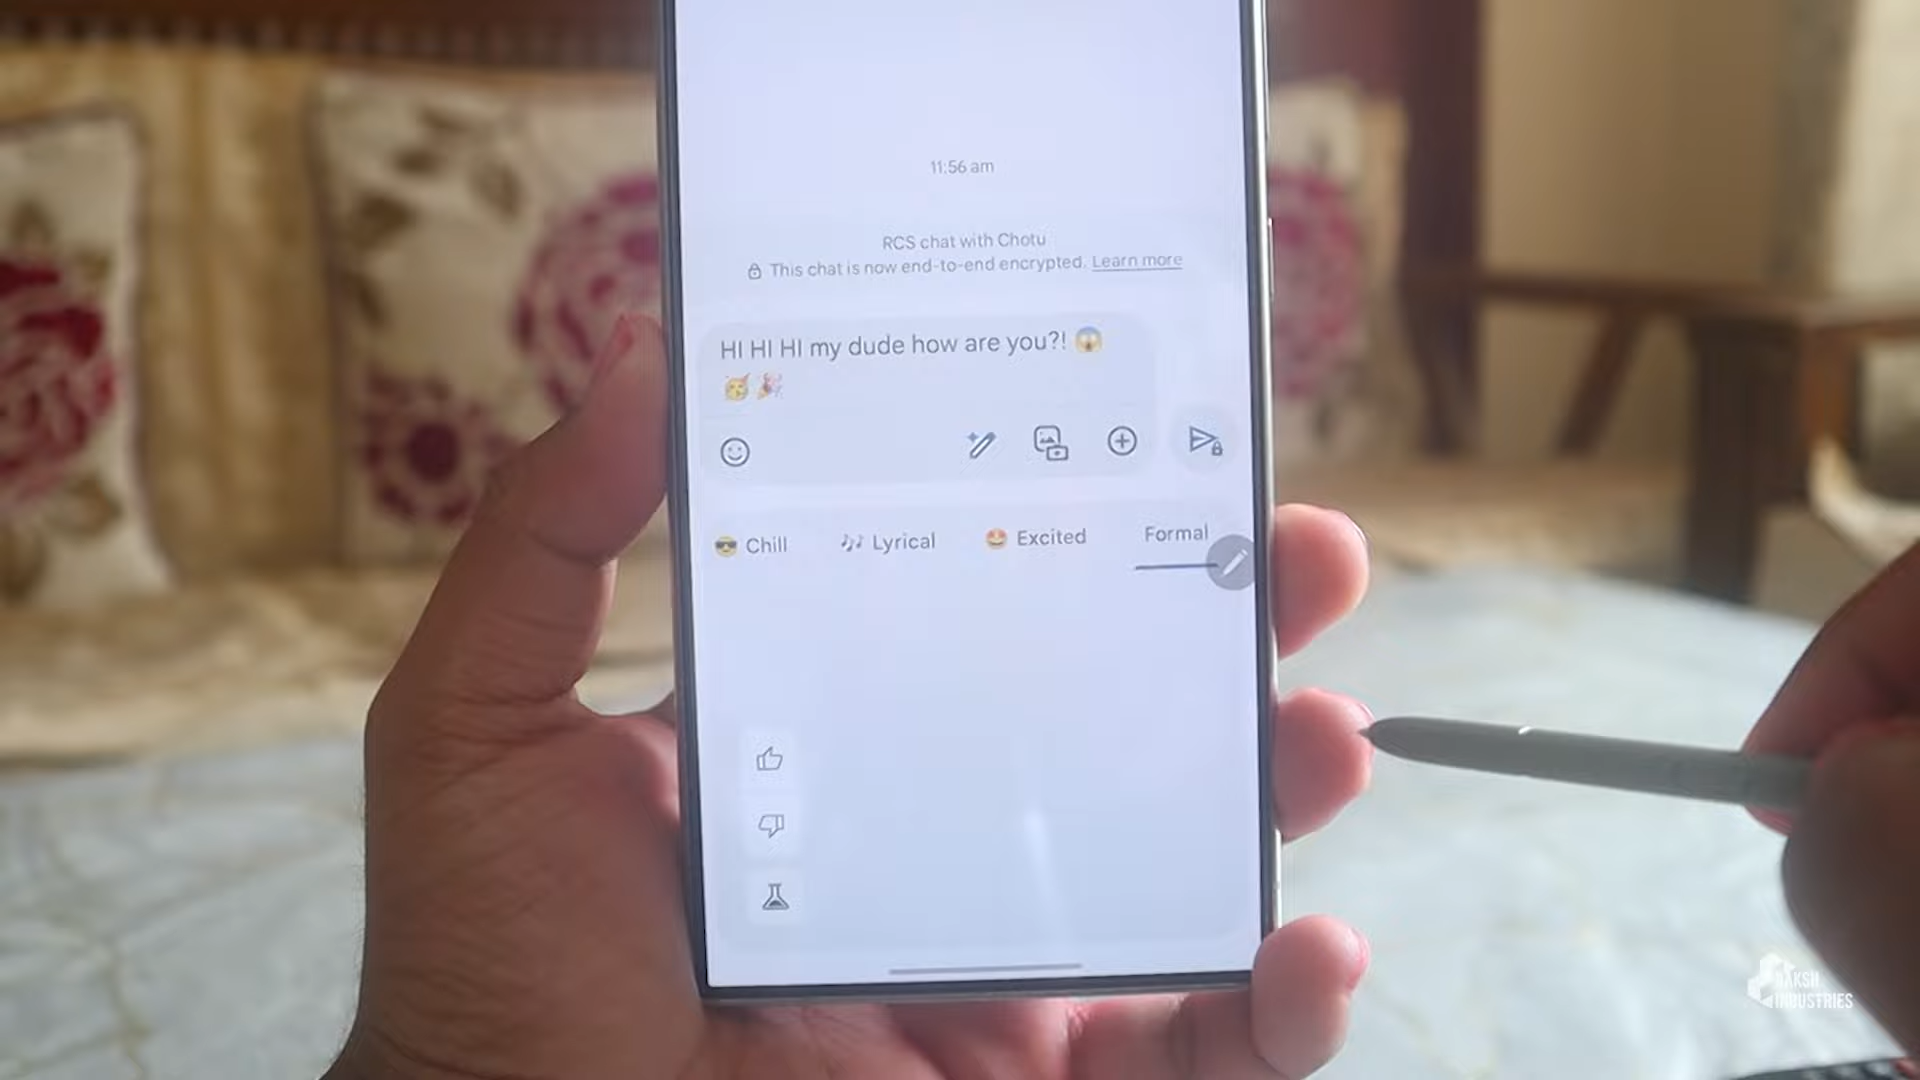 11:56 am
RCS chat with Chotu
This chat is now end-to-end encrypted. Learn more
HI HI HI my dude how are you?! 😱
🥳 🎉
😎 Chill 🎶 Lyrical 🤩 Excited Formal
INDUSTRIES